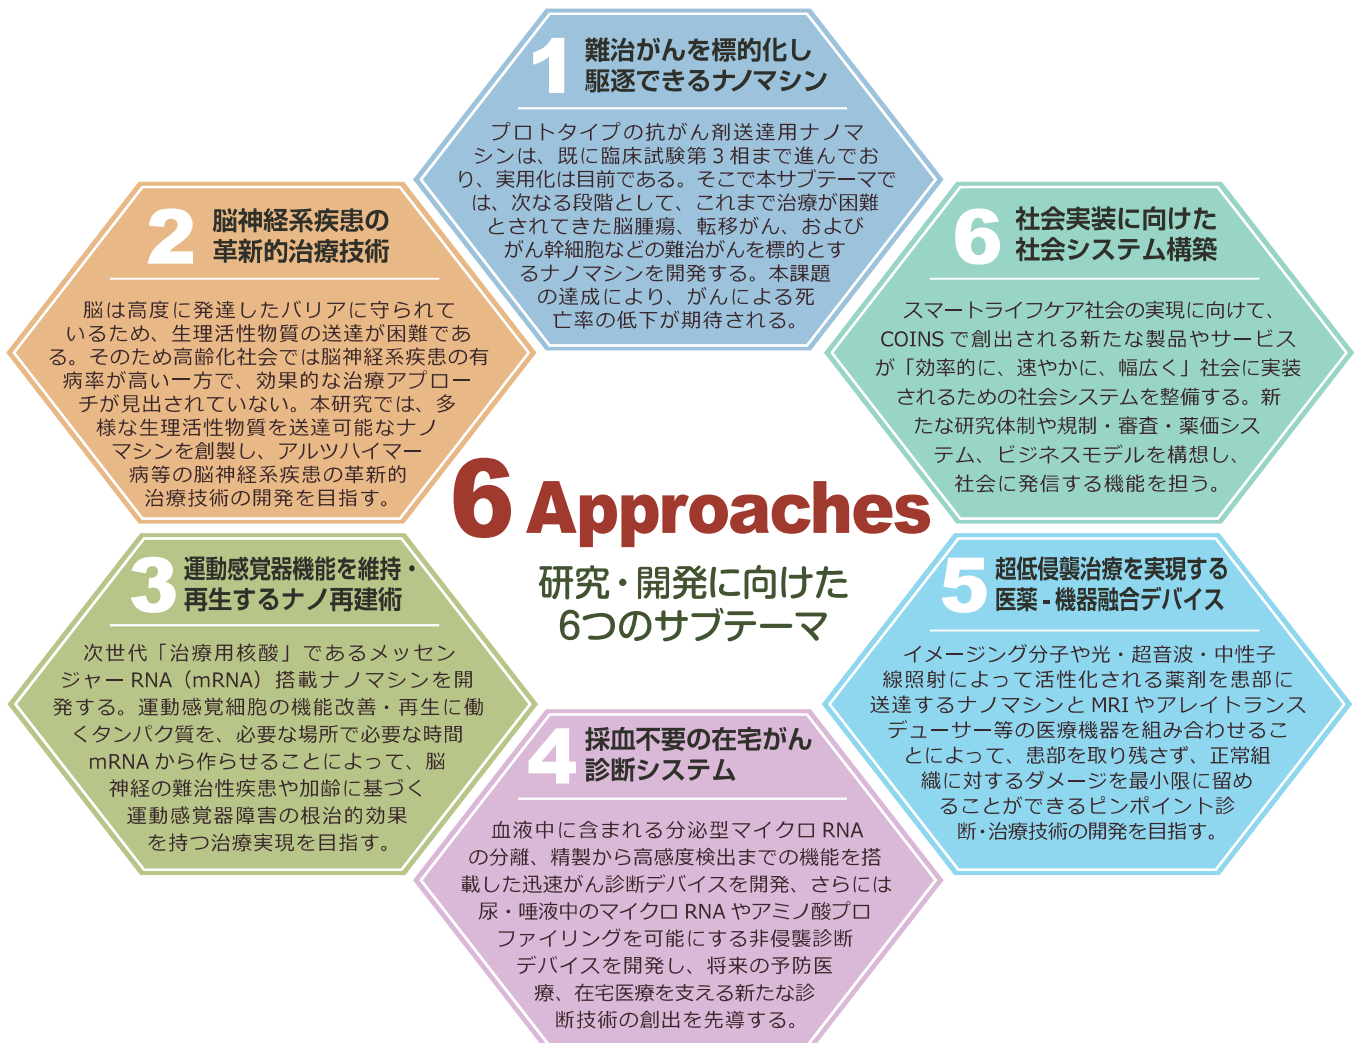 1
難治がんを標的化し
駆逐できるナノマシン
プロトタイプの抗がん剤送達用ナノマ
シンは、既に臨床試験第3相まで進んでお
り、実用化は目前である。そこで本サブテーマで
は、次なる段階として、これまで治療が困難
とされてきた脳腫瘍、転移がん、および
がん幹細胞などの難治がんを標的とす
るナノマシンを開発する。本課題
の達成により、がんによる死
亡率の低下が期待される。
2
脳神経系疾患の
革新的治療技術
脳は高度に発達したバリアに守られて
いるため、生理活性物質の送達が困難であ
る。そのため高齢化社会では脳神経系疾患の有
病率が高い一方で、効果的な治療アプロー
チが見出されていない。本研究では、多
様な生理活性物質を送達可能なナノ
マシンを創製し、アルツハイマー
病等の脳神経系疾患の革新的
治療技術の開発を目指す。
6
社会実装に向けた
社会システム構築
スマートライフケア社会の実現に向けて、
COINSで創出される新たな製品やサービス
が「効率的に、速やかに、幅広く」社会に実装
されるための社会システムを整備する。新
たな研究体制や規制・審査・薬価シス
テム、ビジネスモデルを構想し、
社会に発信する機能を担う。
6 Approaches
研究・開発に向けた
6つのサブテーマ
3
運動感覚器機能を維持・
再生するナノ再建術
次世代「治療用核酸」であるメッセン
ジャーRNA（mRNA）搭載ナノマシンを開
発する。運動感覚細胞の機能改善・再生に働
くタンパク質を、必要な場所で必要な時間
mRNAから作らせることによって、脳
神経の難治性疾患や加齢に基づく
運動感覚器障害の根治的効果
を持つ治療実現を目指す。
5
超低侵襲治療を実現する
医薬-機器融合デバイス
イメージング分子や光・超音波・中性子
線照射によって活性化される薬剤を患部に
送達するナノマシンとMRIやアレイトランス
デューサー等の医療機器を組み合わせるこ
とによって、患部を取り残さず、正常組
織に対するダメージを最小限に留め
ることができるピンポイント診
断・治療技術の開発を目指す。
4
採血不要の在宅がん
診断システム
血液中に含まれる分泌型マイクロRNA
の分離、精製から高感度検出までの機能を搭
載した迅速がん診断デバイスを開発、さらには
尿・唾液中のマイクロRNAやアミノ酸プロ
ファイリングを可能にする非侵襲診断
デバイスを開発し、将来の予防医
療、在宅医療を支える新たな診
断技術の創出を先導する。